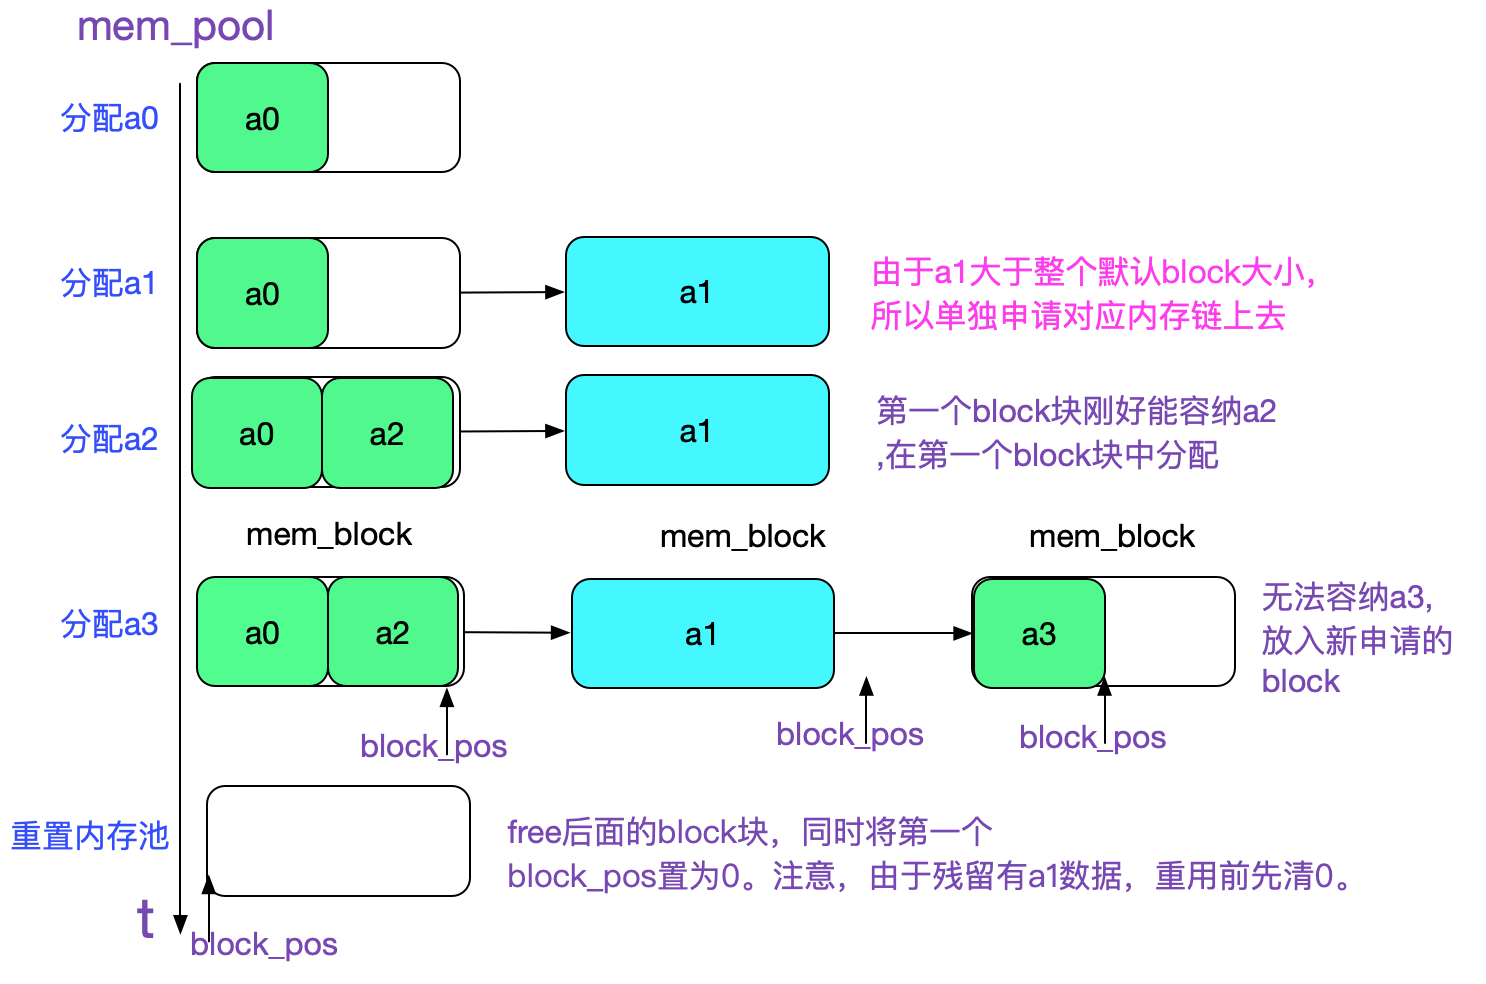 mem_pool
分配a0
a0
分配a1
a0
a1
由于a1大于整个默认block大小,
所以单独申请对应内存链上去
分配a2
a0
a2
a1
第一个block块刚好能容纳a2
,在第一个block块中分配
mem_block
mem_block
mem_block
分配a3
a0
a2
a1
a3
无法容纳a3,
放入新申请的
block
block_pos
block_pos
block_pos
重置内存池
free后面的block块，同时将第一个
block_pos置为0。注意，由于残留有a1数据，重用前先清0。
t
block_pos